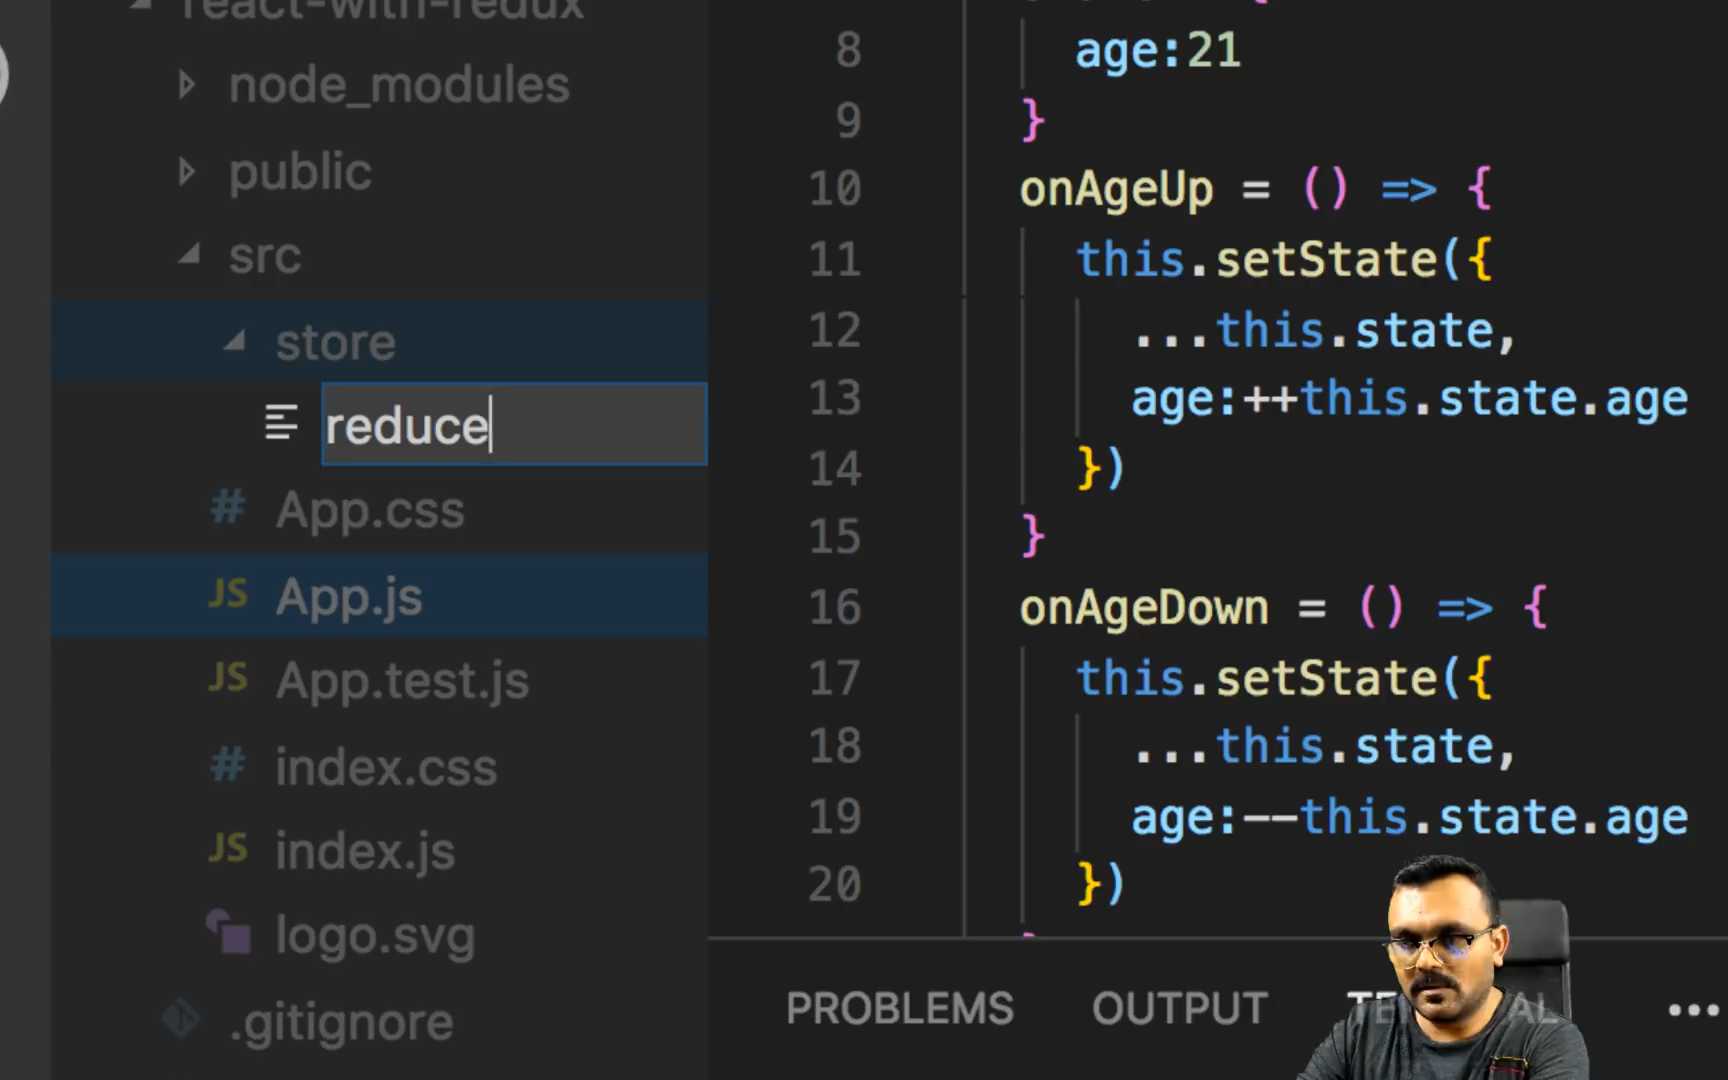 react-with-redux
node_modules
public
src
store
reduce
App.css
App.js
App.test.js
index.css
index.js
logo.svg
.gitignore
{
8 age:21
9 }
10 onAgeUp = () => {
11 this.setState({
12 ...this.state,
13 age:++this.state.age
14 })
15 }
16 onAgeDown = () => {
17 this.setState({
18 ...this.state,
19 age:--this.state.age
20 })
PROBLEMS OUTPUT